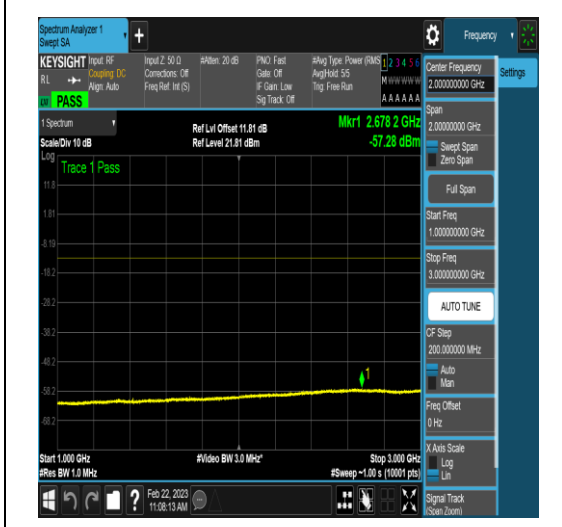 Spectrum Analyzer 1
Swept SA
Frequency
KEYSIGHT
Input: RF
Input Z: 50 Ω
#Atten: 20 dB
PNO: Fast
#Avg Type: Power (RMS
1 2 3 4 5 6
RL
Coupling: DC
Corrections: Off
Gate: Off
Avg|Hold: 5/5
M W W W W W
Align: Auto
Freq Ref: Int (S)
IF Gain: Low
Trig: Free Run
Sig Track: Off
A A A A A A
PASS
1 Spectrum
Ref Lvl Offset 11.81 dB
Mkr1 2.678 2 GHz
Scale/Div 10 dB
Ref Level 21.81 dBm
-57.28 dBm
Log
Trace 1 Pass
11.8
1.81
-8.19
-18.2
-28.2
-38.2
-48.2
-58.2
-68.2
1
Start 1.000 GHz
#Video BW 3.0 MHz*
Stop 3.000 GHz
#Res BW 1.0 MHz
#Sweep ~1.00 s (10001 pts)
Feb 22, 2023
11:08:13 AM
Center Frequency
2.000000000 GHz
Settings
Span
2.00000000 GHz
Swept Span
Zero Span
Full Span
Start Freq
1.000000000 GHz
Stop Freq
3.000000000 GHz
AUTO TUNE
CF Step
200.000000 MHz
Auto
Man
Freq Offset
0 Hz
X Axis Scale
Log
Lin
Signal Track
(Span Zoom)